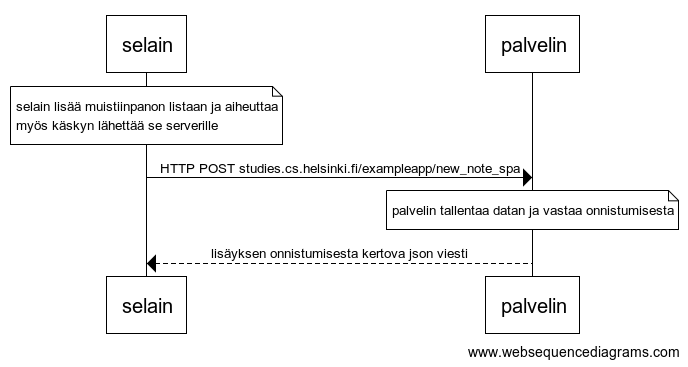 selain
palvelin
selain lisää muistiinpanon listaan ja aiheuttaa
myös käskyn lähettää se serverille
HTTP POST studies.cs.helsinki.fi/exampleapp/new_note_spa
palvelin tallentaa datan ja vastaa onnistumisesta
lisäyksen onnistumisesta kertova json viesti
selain
palvelin
www.websequencediagrams.com